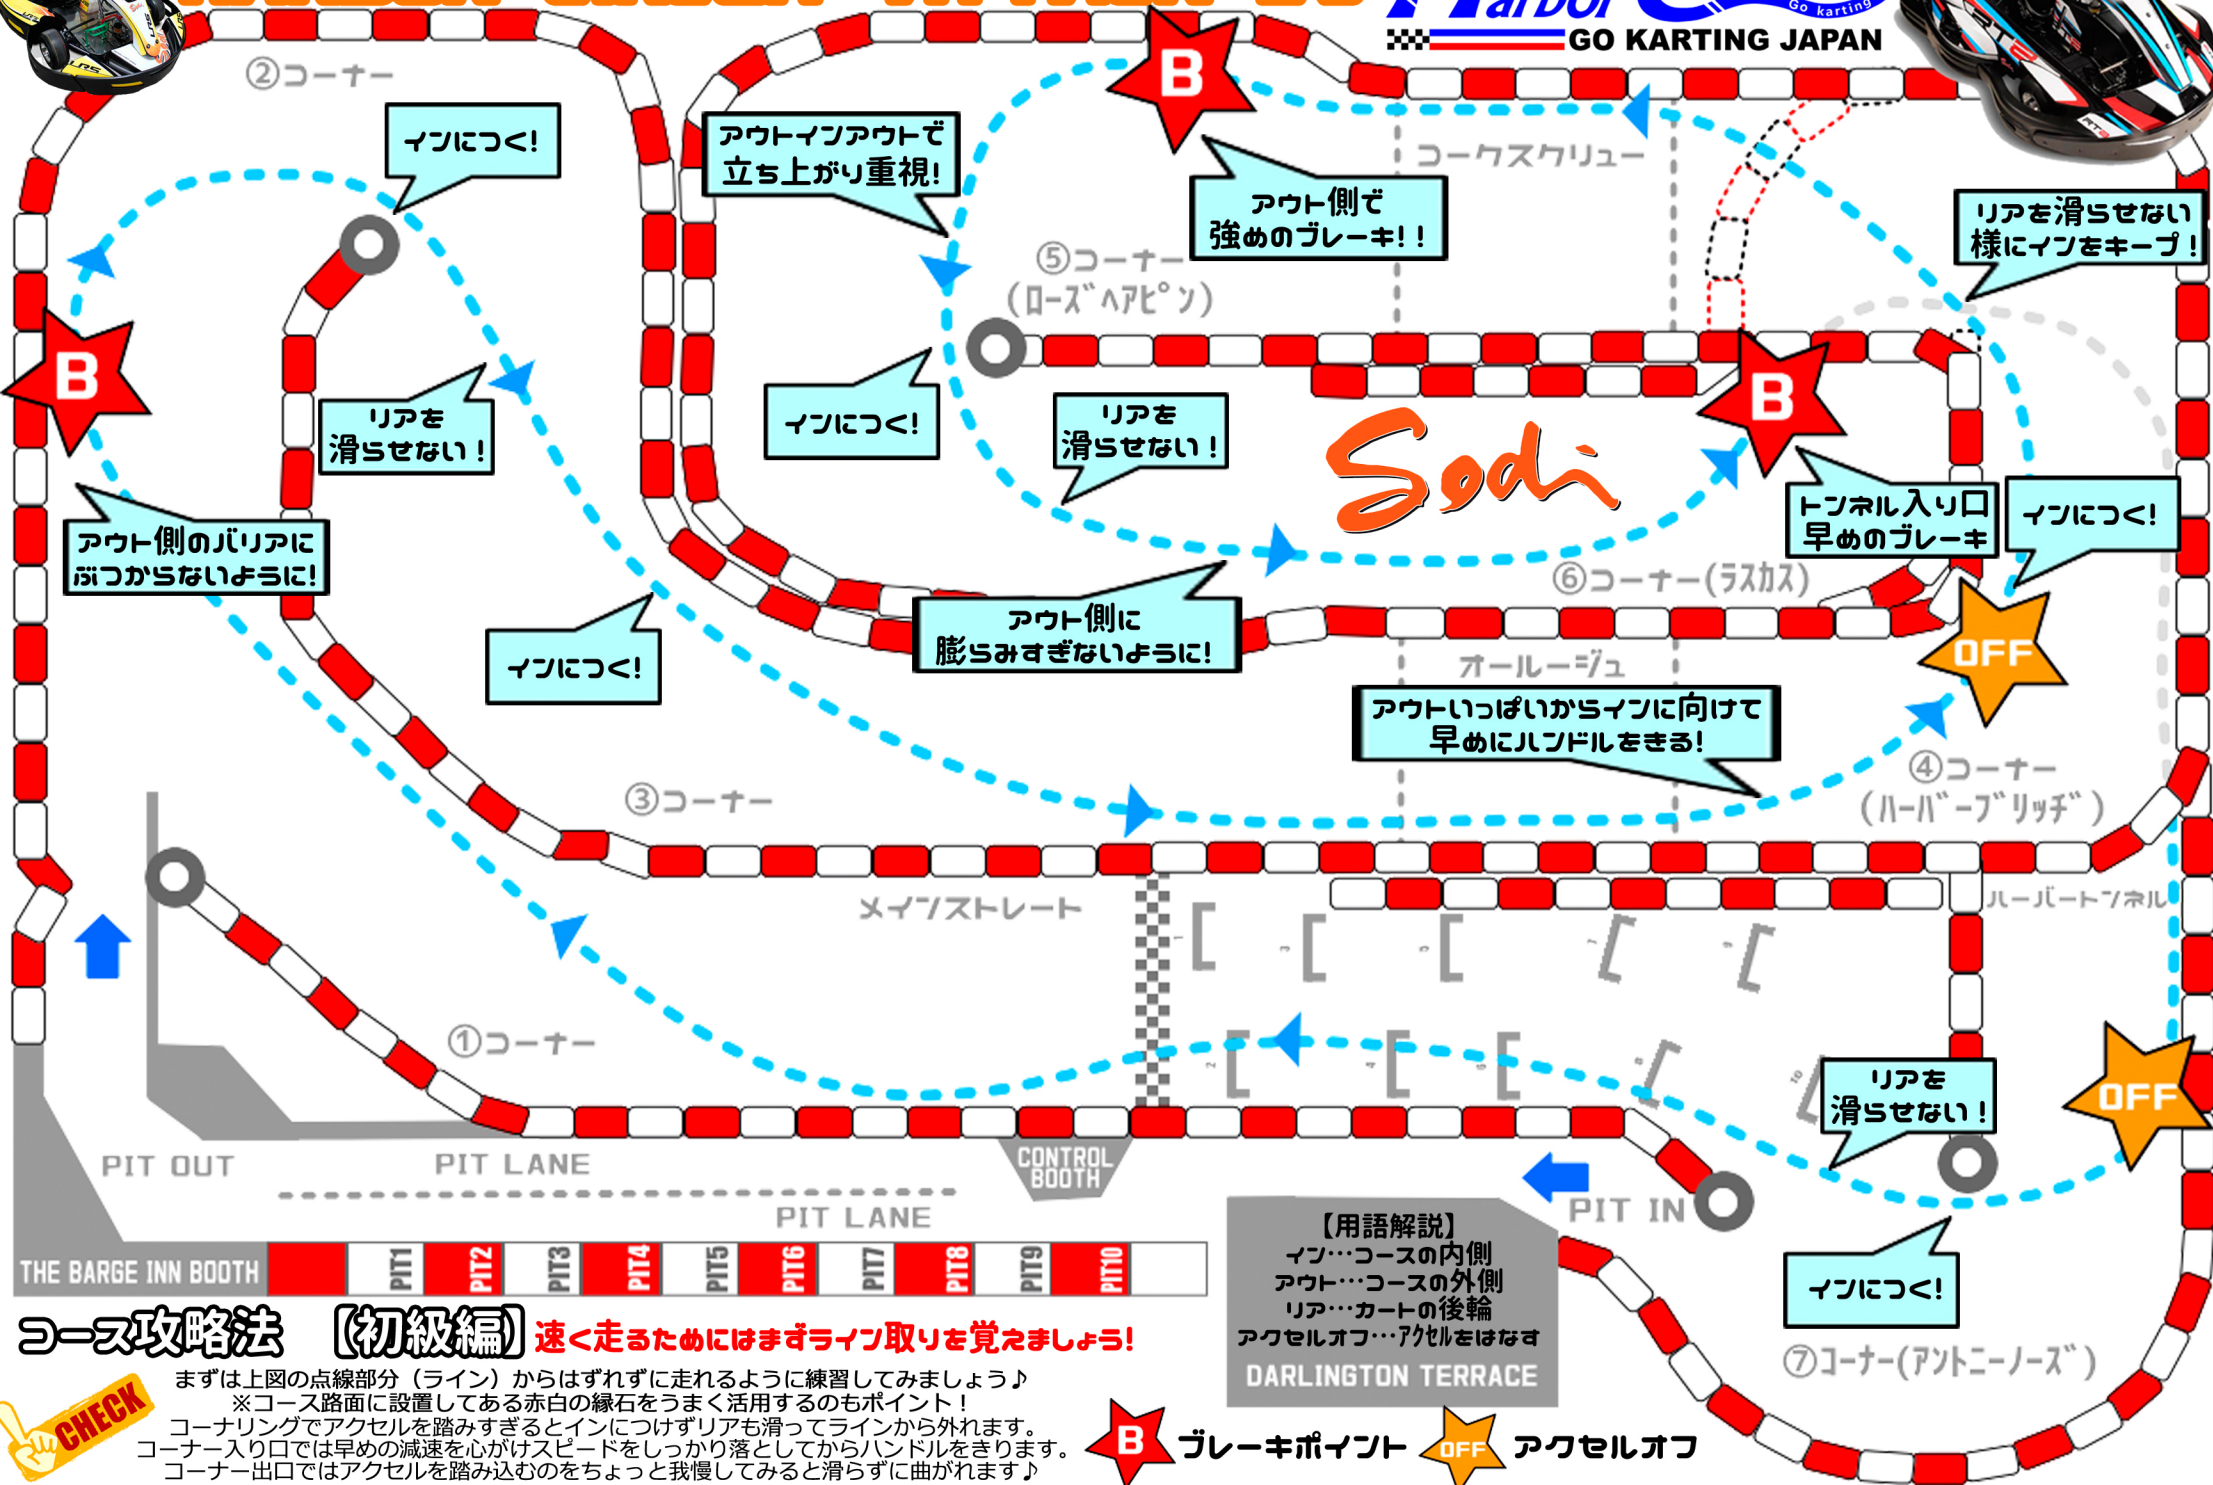 Harbor
Go karting
GO KARTING JAPAN
②コーナー
インにつく!
アウトインアウトで
立ち上がり重視!
B
コークスクリュー
アウト側で
強めのブレーキ!!
リアを滑らせない
様にインをキープ!
⑤コーナー
(ローズヘアピン)
B
リアを
滑らせない!
インにつく!
リアを
滑らせない!
Sodi
B
トンネル入り口
早めのブレーキ
インにつく!
アウト側のバリアに
ぶつからないように!
⑥コーナー(ラスカス)
アウト側に
膨らみすぎないように!
インにつく!
オールージュ
OFF
アウトいっぱいからインに向けて
早めにハンドルをきる!
③コーナー
④コーナー
(ハーバーブリッヂ)
メインストレート
ハーバートンネル
①コーナー
リアを
滑らせない!
OFF
PIT OUT
PIT LANE
CONTROL
BOOTH
PIT LANE
PIT IN
THE BARGE INN BOOTH
PIT1
PIT2
PIT3
PIT4
PIT5
PIT6
PIT7
PIT8
PIT9
PIT10
【用語解説】
イン…コースの内側
アウト…コースの外側
リア…カートの後輪
アクセルオフ…アクセルをはなす
DARLINGTON TERRACE
インにつく!
⑦コーナー(アントニーノーズ)
コース攻略法 【初級編】速く走るためにはまずライン取りを覚えましょう!
まずは上図の点線部分（ライン）からはずれずに走れるように練習してみましょう♪
※コース路面に設置してある赤白の縁石をうまく活用するのもポイント！
コーナリングでアクセルを踏みすぎるとインにつけずリアも滑ってラインから外れます。
コーナー入り口では早めの減速を心がけスピードをしっかり落としてからハンドルをきります。
コーナー出口ではアクセルを踏み込むのをちょっと我慢してみると滑らずに曲がれます♪
CHECK
B ブレーキポイント
OFF アクセルオフ